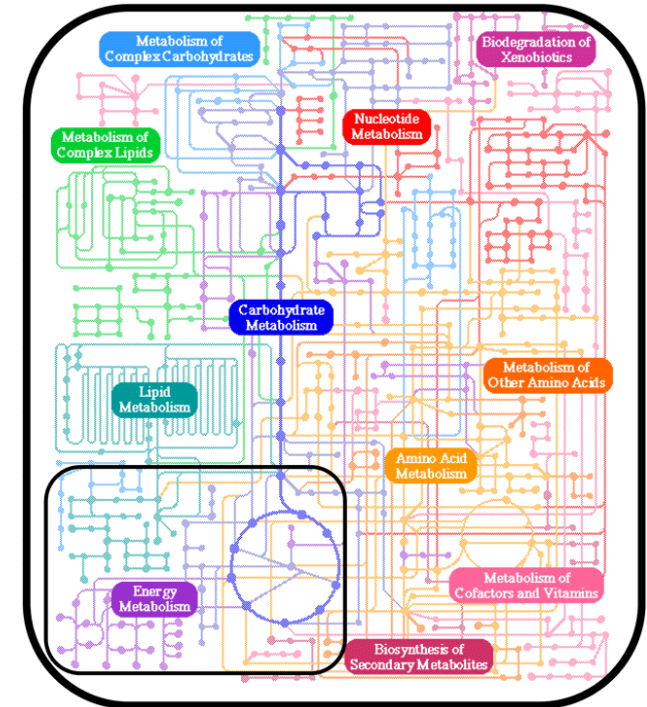 Metabolism of
Complex Carbohydrates
Biodegradation of
Xenobiotics
Nucleotide
Metabolism
Metabolism of
Complex Lipids
Carbohydrate
Metabolism
Metabolism of
Other Amino Acids
Lipid
Metabolism
Amino Acid
Metabolism
Metabolism of
Cofactors and Vitamins
Energy
Metabolism
Biosynthesis of
Secondary Metabolites